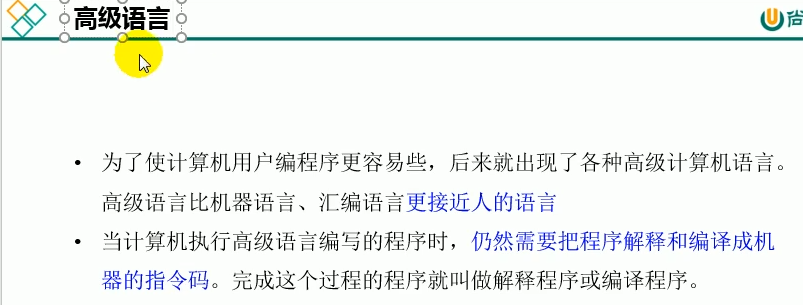 高级语言
尚
• 为了使计算机用户编程序更容易些，后来就出现了各种高级计算机语言。
高级语言比机器语言、汇编语言更接近人的语言
• 当计算机执行高级语言编写的程序时，仍然需要把程序解释和编译成机
器的指令码。完成这个过程的程序就叫做解释程序或编译程序。